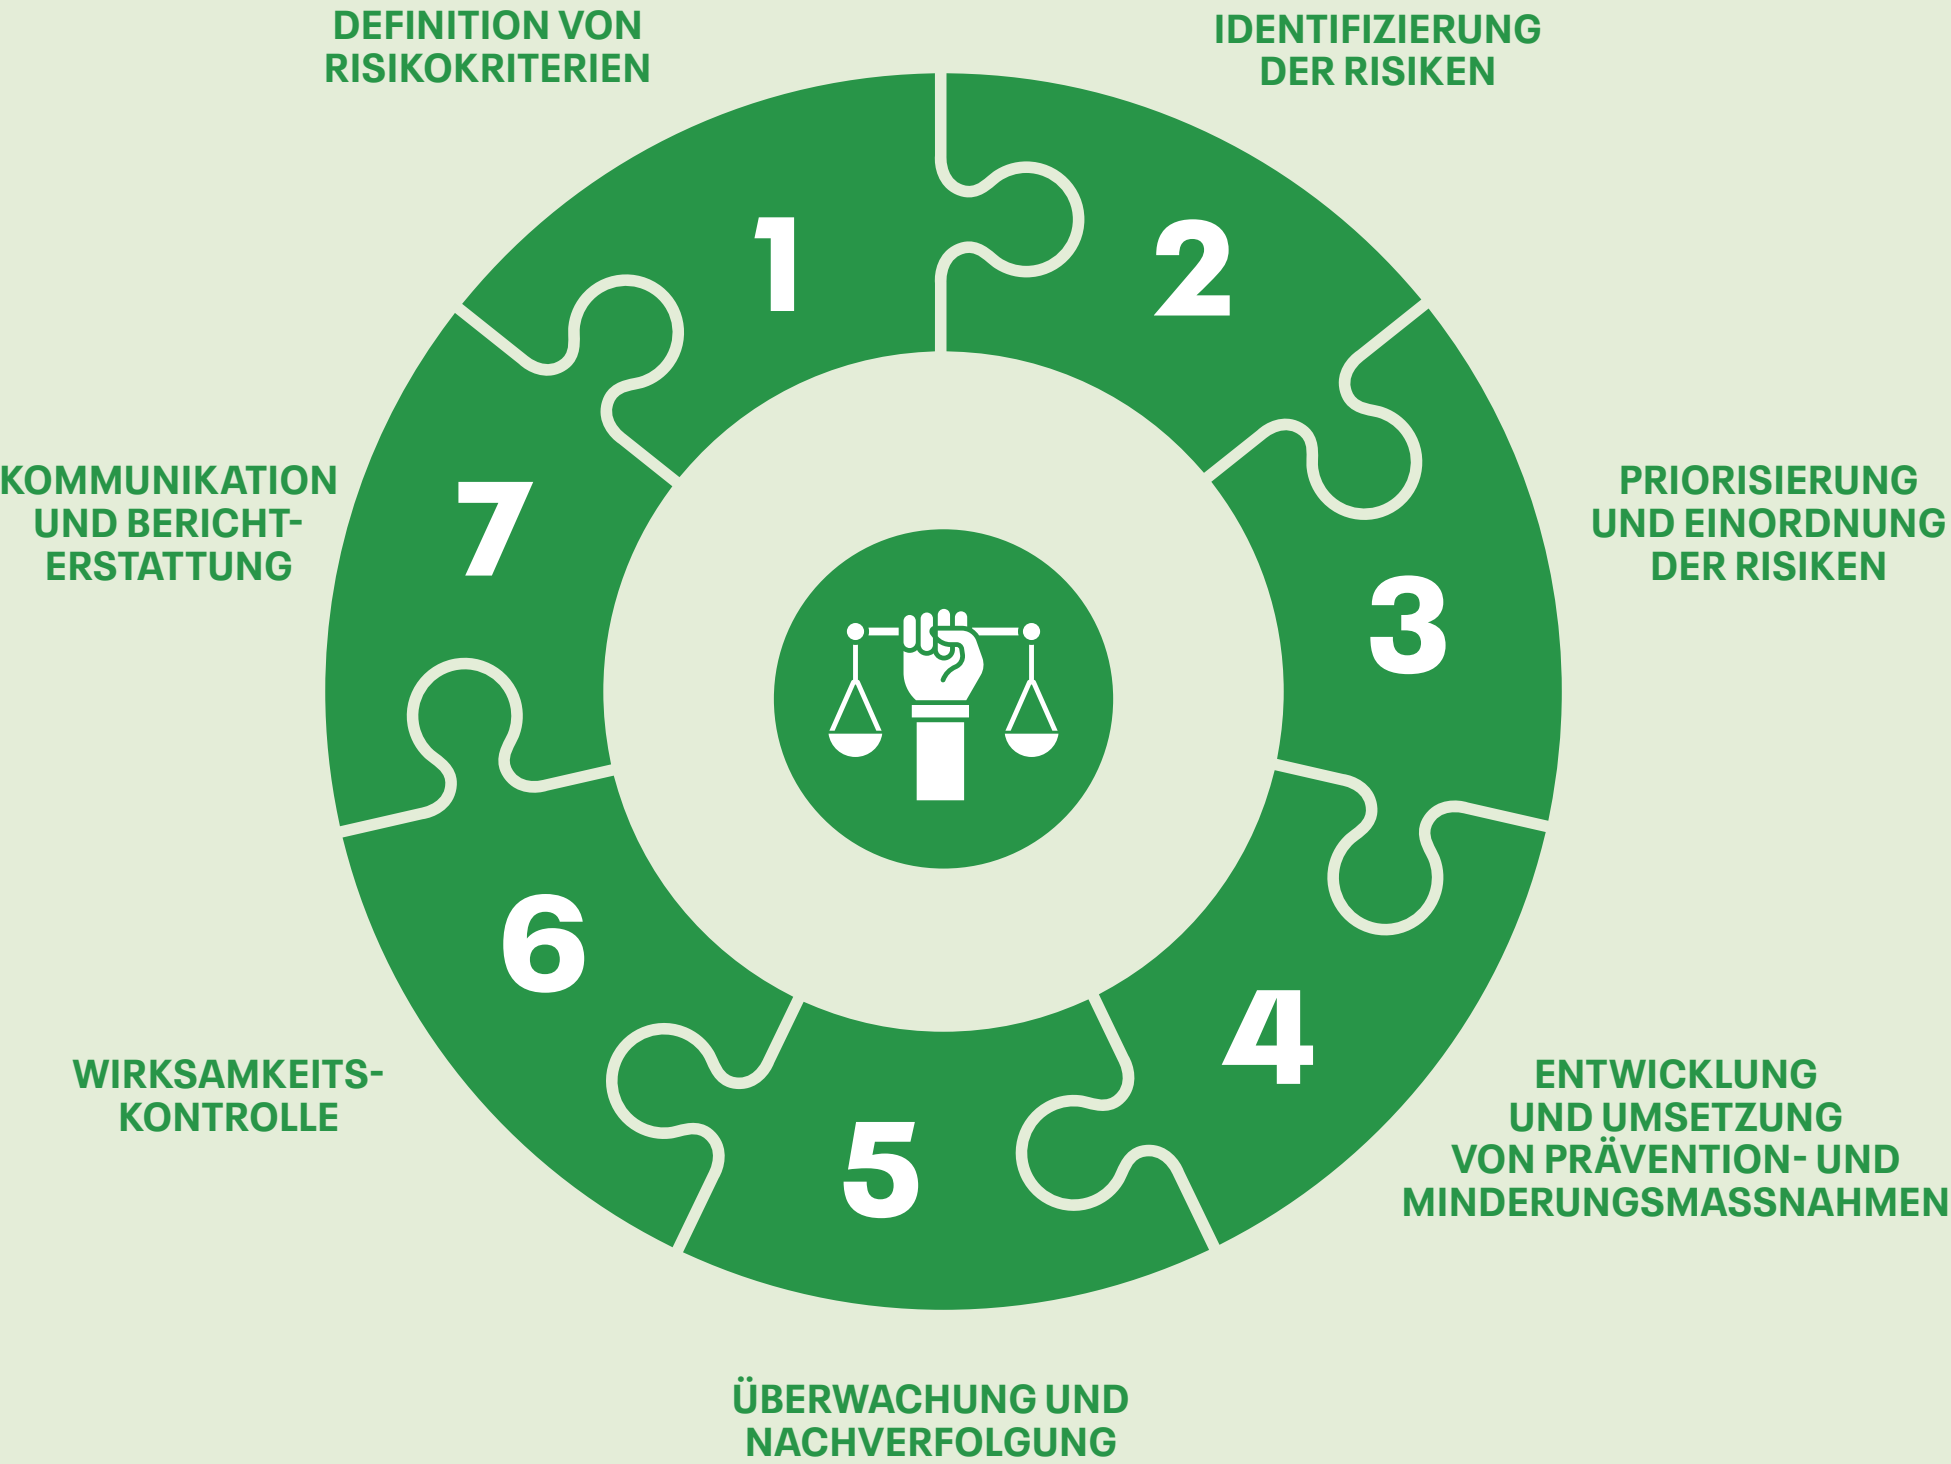 DEFINITION VON
RISIKOKRITERIEN
1
IDENTIFIZIERUNG
DER RISIKEN
2
PRIORISIERUNG
UND EINORDNUNG
DER RISIKEN
3
ENTWICKLUNG
UND UMSETZUNG
VON PRÄVENTION- UND
MINDERUNGSMASSNAHMEN
4
ÜBERWACHUNG UND
NACHVERFOLGUNG
5
WIRKSAMKEITS-
KONTROLLE
6
KOMMUNIKATION
UND BERICHT-
ERSTATTUNG
7